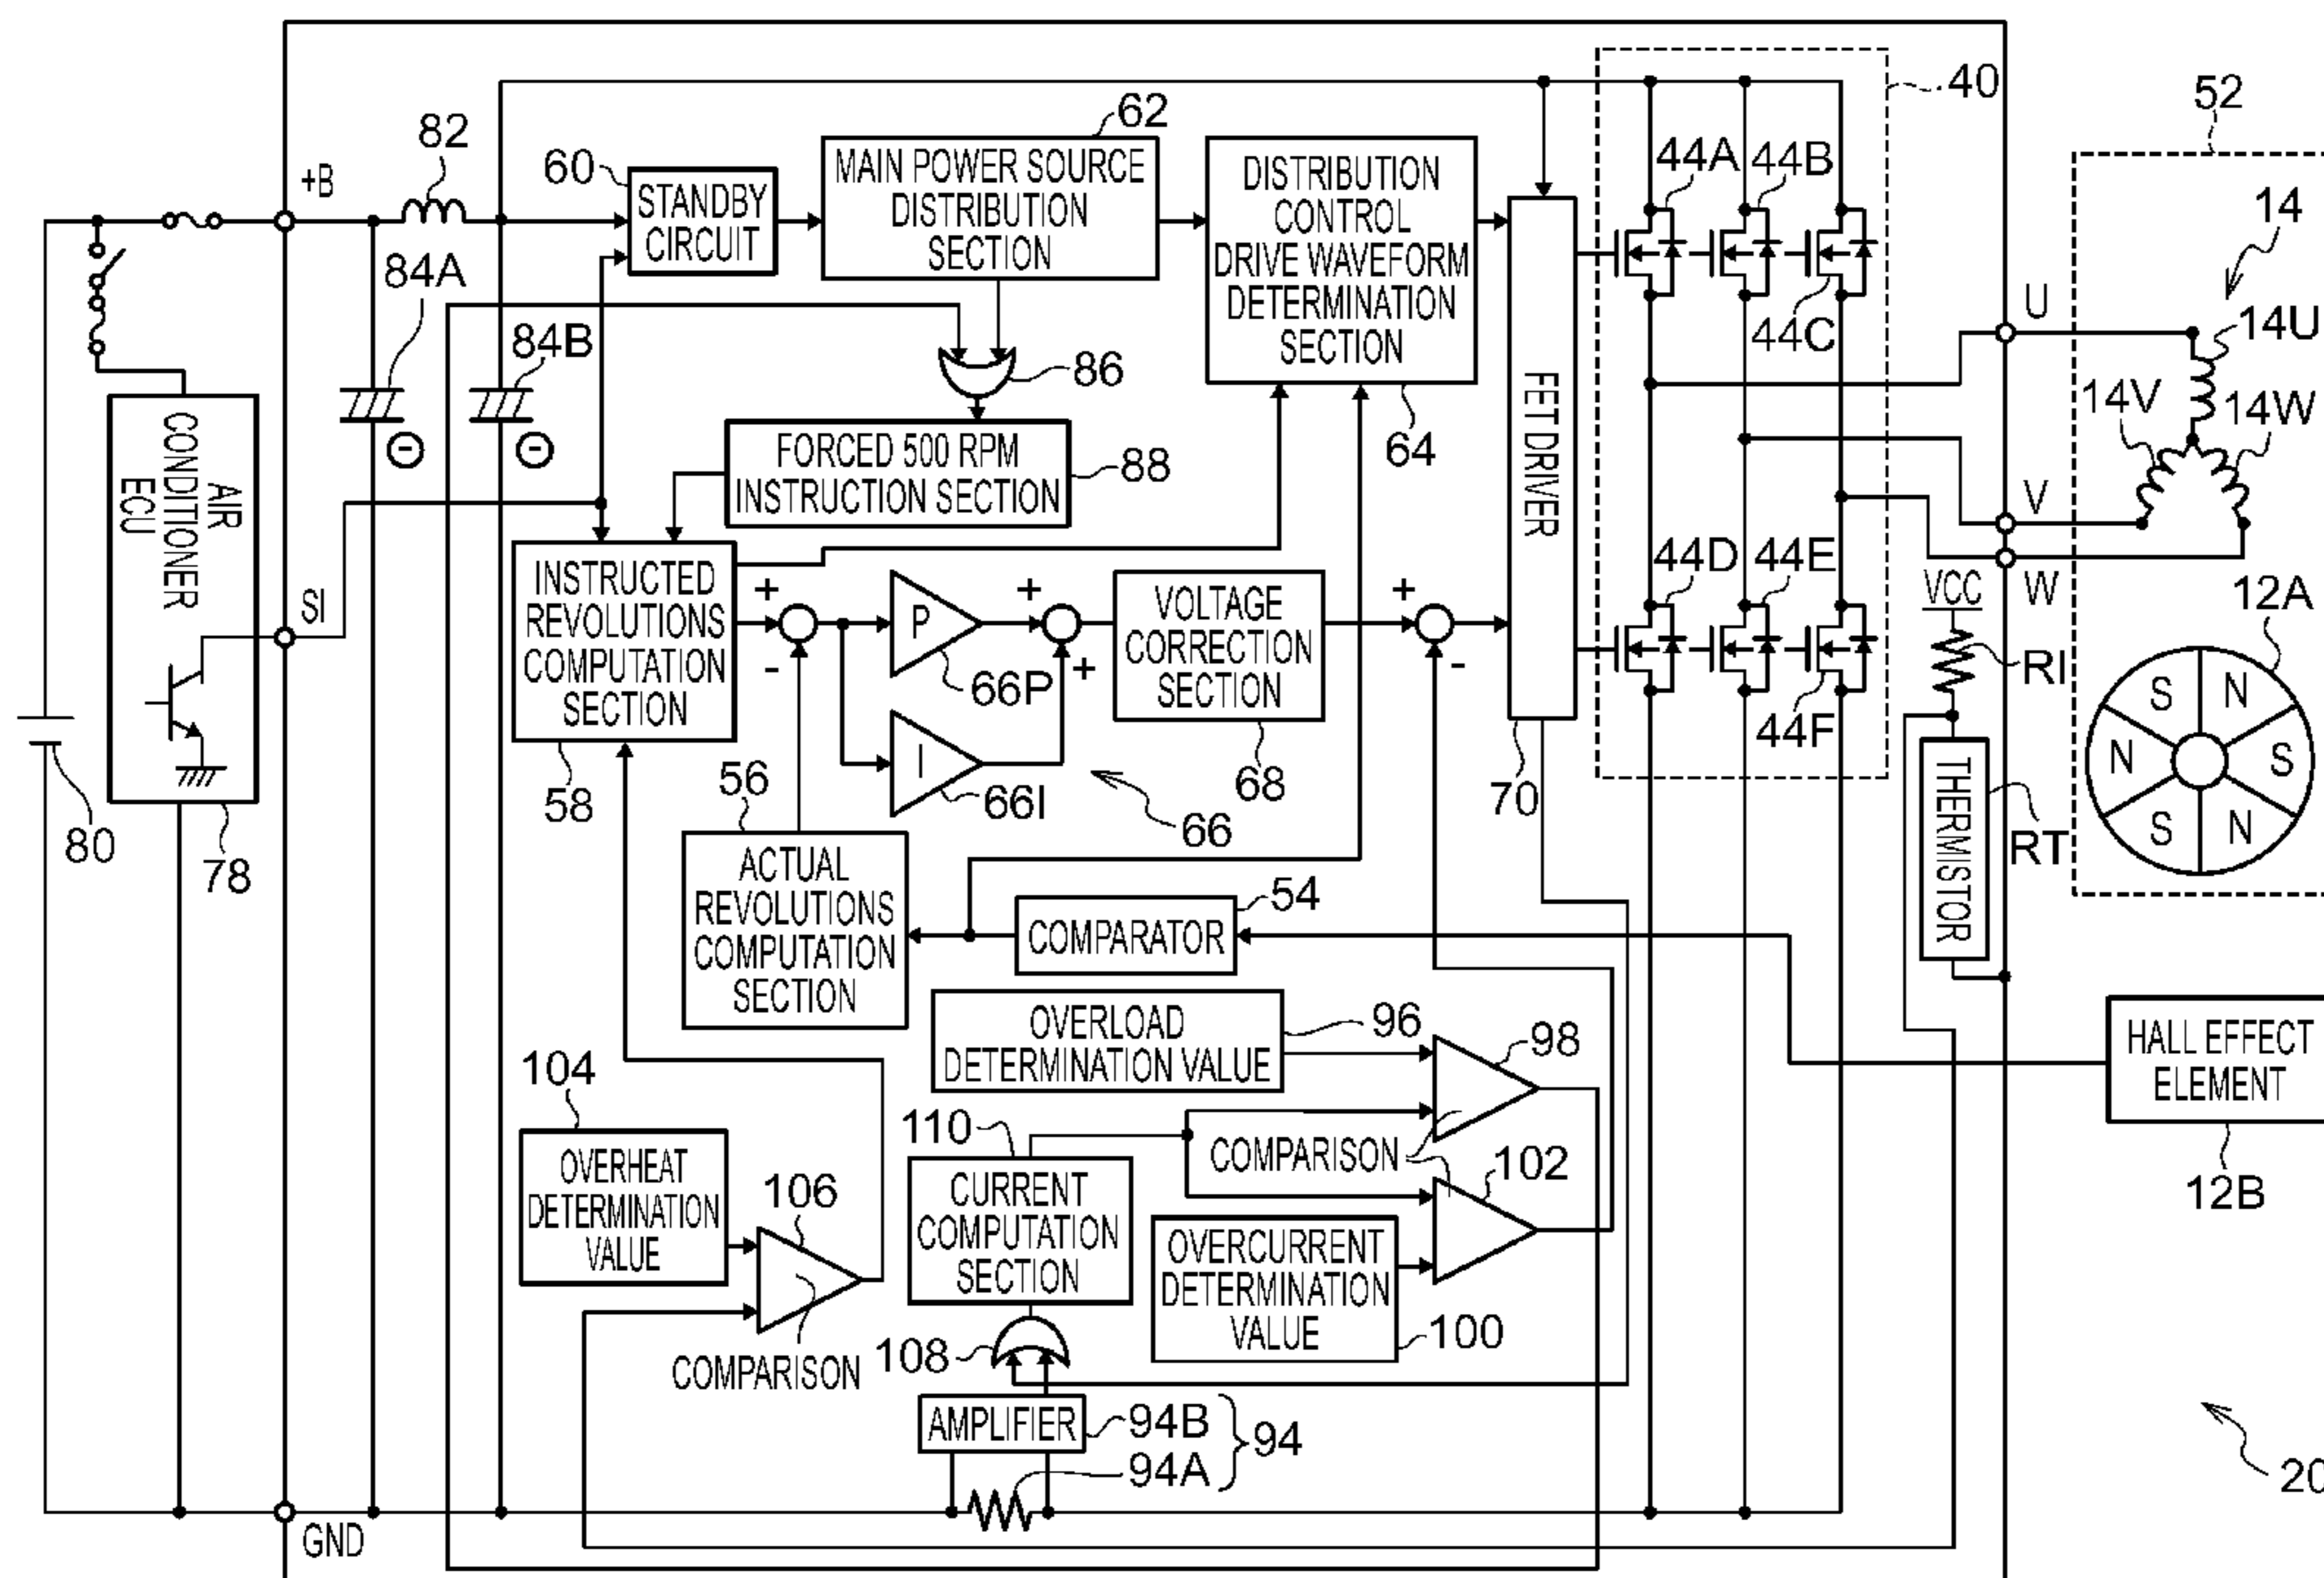 62
40
52
82
60
+B
STANDBY
CIRCUIT
MAIN POWER SOURCE
DISTRIBUTION
SECTION
DISTRIBUTION
CONTROL
DRIVE WAVEFORM
DETERMINATION
SECTION
44A
44B
14
84A
84B
44C
U
14U
86
FET DRIVER
14V
14W
64
AIR
CONDITIONER
ECU
FORCED 500 RPM
INSTRUCTION SECTION
88
V
INSTRUCTED
REVOLUTIONS
COMPUTATION
SECTION
+
-
P
66P
+
+
VOLTAGE
CORRECTION
SECTION
+
-
44D
44E
VCC
W
12A
SI
RI
44F
S
N
N
S
S
N
I
66I
58
56
66
68
70
THERMISTOR
RT
80
78
ACTUAL
REVOLUTIONS
COMPUTATION
SECTION
54
COMPARATOR
OVERLOAD
DETERMINATION VALUE
96
98
HALL EFFECT
ELEMENT
12B
104
110
COMPARISON
102
OVERHEAT
DETERMINATION
VALUE
106
CURRENT
COMPUTATION
SECTION
OVERCURRENT
DETERMINATION
VALUE
100
COMPARISON
108
AMPLIFIER
94B
94
94A
20
GND